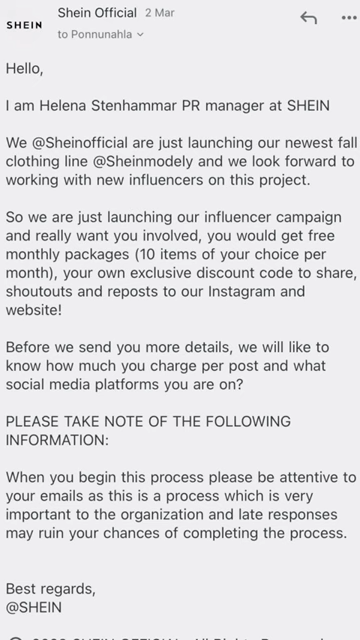 SHEIN
Shein Official 2 Mar
to Ponnunahla
Hello,
I am Helena Stenhammar PR manager at SHEIN
We @Sheinofficial are just launching our newest fall
clothing line @Sheinmodely and we look forward to
working with new influencers on this project.
So we are just launching our influencer campaign
and really want you involved, you would get free
monthly packages (10 items of your choice per
month), your own exclusive discount code to share,
shoutouts and reposts to our Instagram and
website!
Before we send you more details, we will like to
know how much you charge per post and what
social media platforms you are on?
PLEASE TAKE NOTE OF THE FOLLOWING
INFORMATION:
When you begin this process please be attentive to
your emails as this is a process which is very
important to the organization and late responses
may ruin your chances of completing the process.
Best regards,
@SHEIN